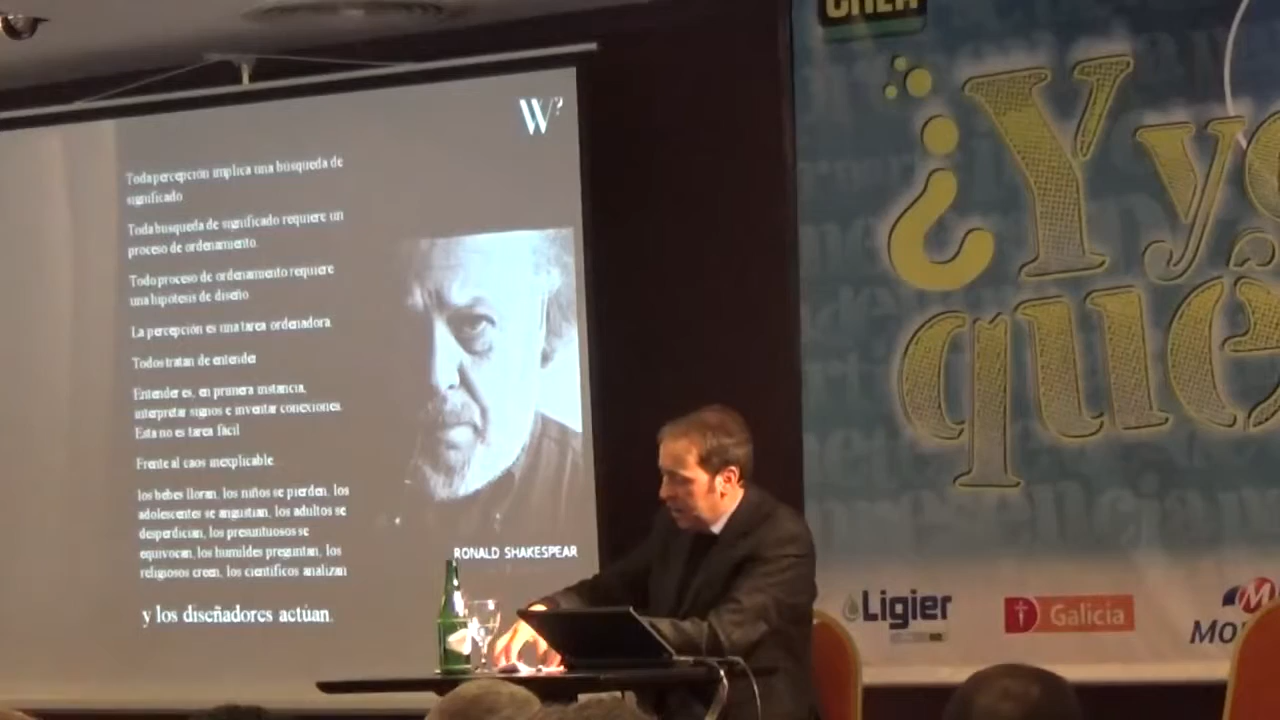 W?
Toda percepción implica una búsqueda de
significado
Toda busqueda de significado requiere un
proceso de ordenamiento.
Todo proceso de ordenamiento requiere
una hipótesis de diseño
La percepción es una tarea ordenadora.
Todos tratan de entender
Entender es, en primera instancia,
interpretar signos e inventar conexiones.
Esta no es tarea fácil
Frente al caos inexplicable
los bebes lloran, los niños se pierden, los
adolescentes se angustian, los adultos se
desperdician, los presuntuosos se
equivocan, los humildes preguntan, los
religiosos creen, los científicos analizan
y los diseñadores actúan.
RONALD SHAKESPEAR
CREA
¿Y yo
qué
Ligier
Galicia